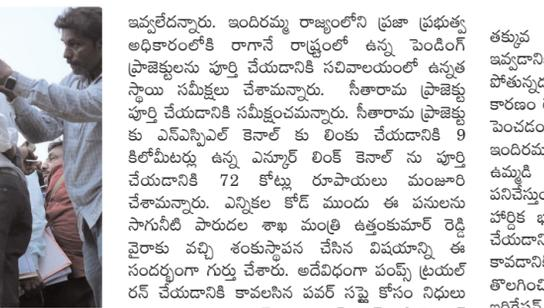 ఇవ్వలేదన్నారు. ఇందిరమ్మ రాజ్యంలోని ప్రజా ప్రభుత్వ
అధికారంలోకి రాగానే రాష్ట్రంలో ఉన్న పెండింగ్
ప్రాజెక్టులను పూర్తి చేయడానికి సచివాలయంలో ఉన్నత
స్థాయి సమీక్షలు చేశామన్నారు. సీతారామ ప్రాజెక్టు
పూర్తి చేయడానికి సమీక్షించమన్నారు. సీతారామ ప్రాజెక్టు
కు ఎన్ఎస్పిఎల్ కెనాల్ కు లింకు చేయడానికి 9
కిలోమీటర్లు ఉన్న ఎన్కూర్ లింక్ కెనాల్ ను పూర్తి
చేయడానికి 72 కోట్లు రూపాయలు మంజూరి
చేశామన్నారు. ఎన్నికల కోడ్ ముందు ఈ పనులను
సాగునీటి పారుదల శాఖ మంత్రి ఉత్తంకుమార్ రెడ్డి
వైరాకు వచ్చి శంకుస్థాపన చేసిన విషయాన్ని ఈ
సందర్భంగా గుర్తు చేశారు. అదేవిధంగా పంప్స్ ట్రయల్
రన్ చేయడానికి కావలసిన పవర్ సప్లై కోసం నిధులు
తక్కువ
ఇవ్వడాని
పోతున్న
కారణం
పెంచడం
ఇందిరమ
ఉమ్మడి
పనిచేస్తుం
హార్దిక భ
చేయడాని
కావడాని
తొలగించి